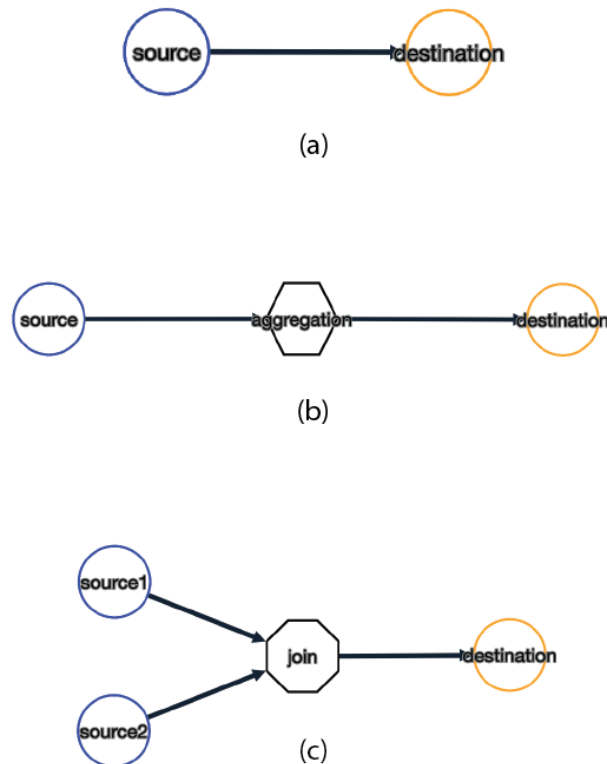 source destination
(a)
source aggregation destination
(b)
source1
join destination
source2
(c)